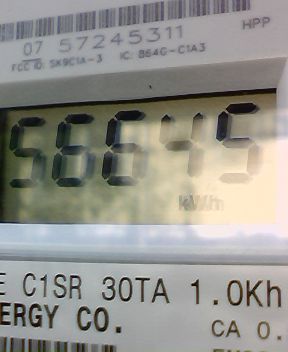 07 57245311 HPP
FCC ID: SK9C1A-3 IC: 864G-C1A3
56645
kWh
E C1SR 30TA 1.0Kh
ERGY CO. CA 0.